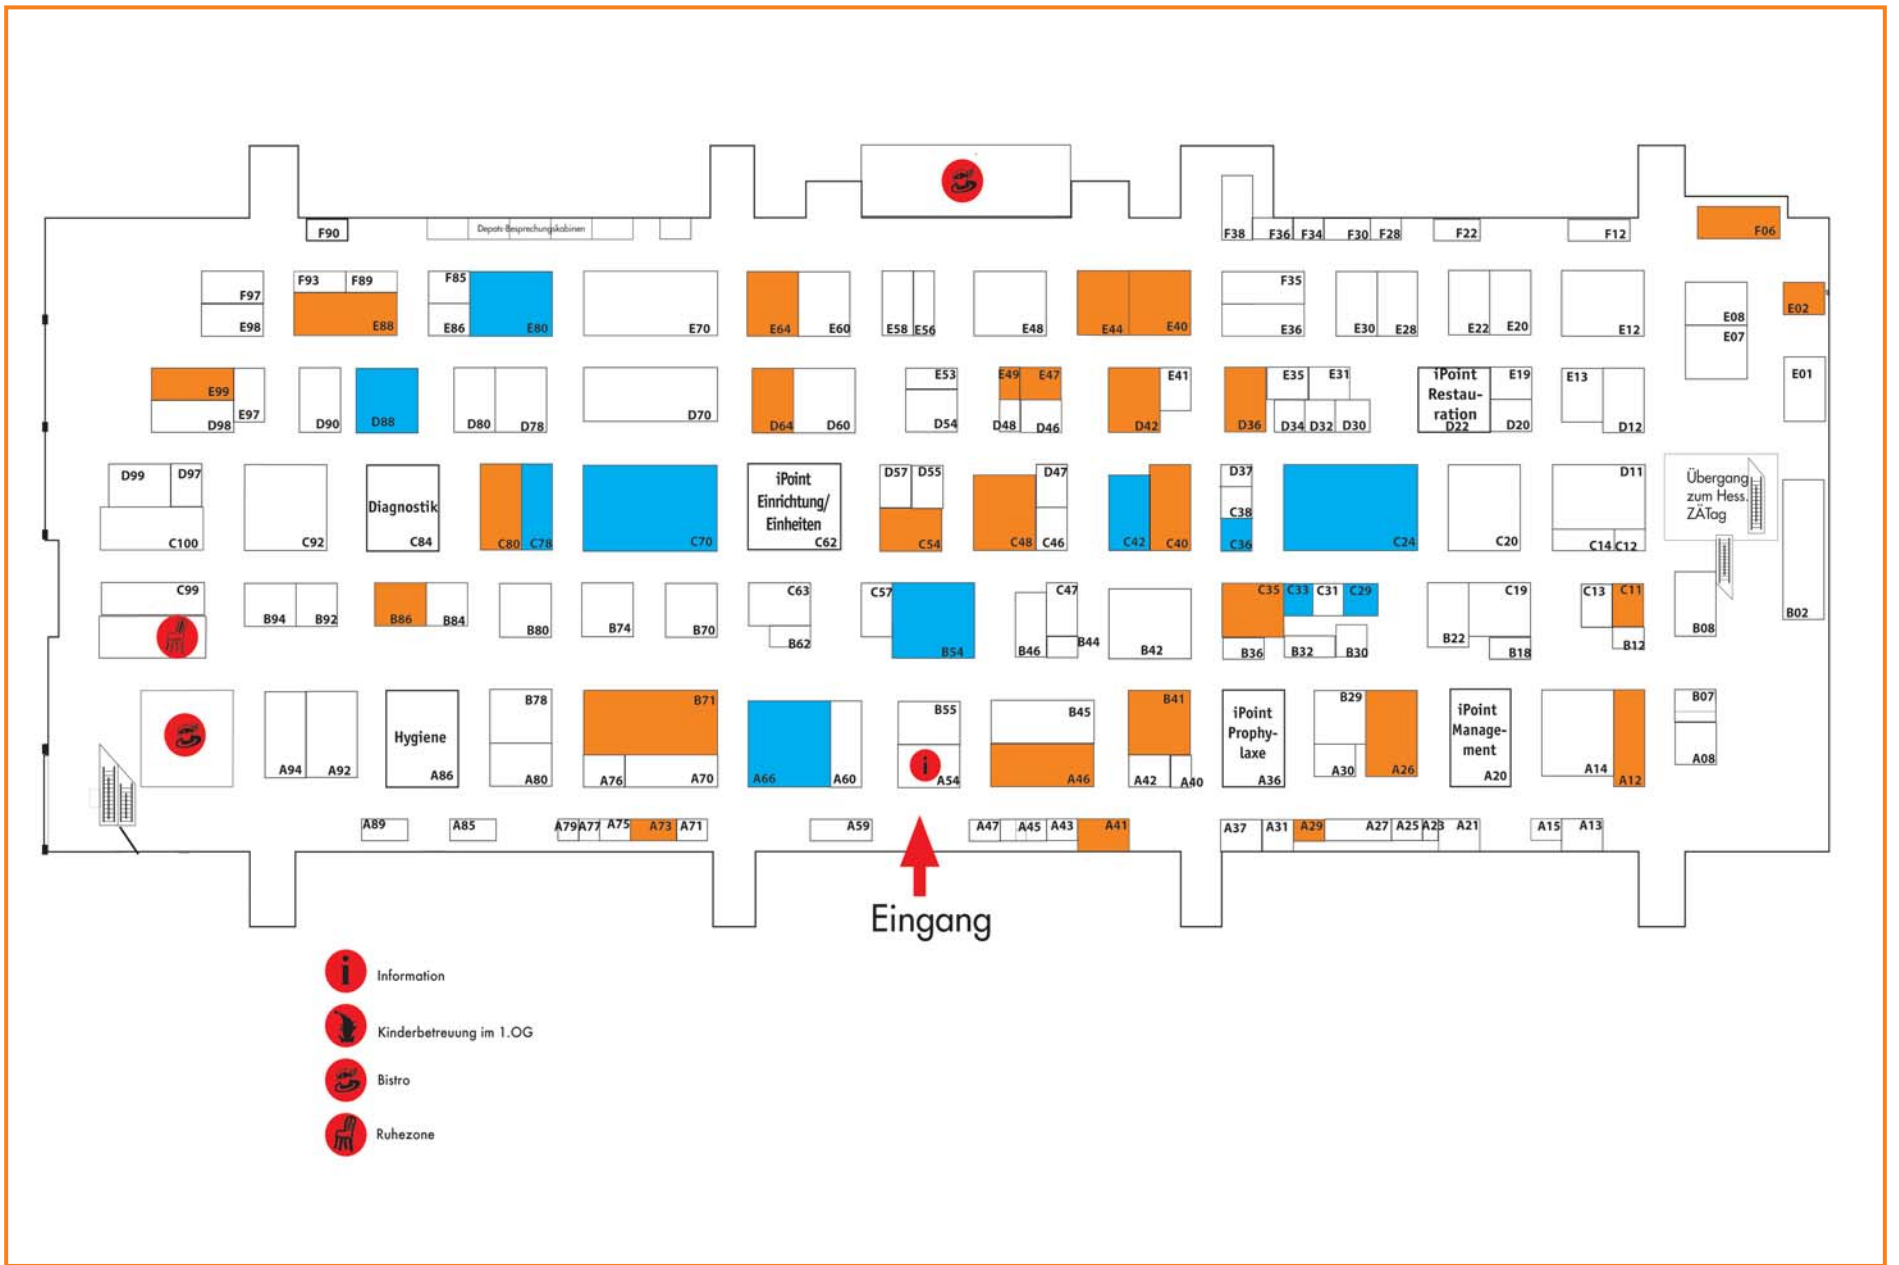 F90
Depots-Besprechungskabinen
F38
F36
F34
F30
F28
F22
F12
F06
F97
F93
F89
F85
F35
E08
E02
E98
E88
E86
E80
E70
E64
E60
E58
E56
E48
E44
E40
E36
E30
E28
E22
E20
E12
E07
E99
E97
E53
E49
E47
E41
E35
E31
iPoint
Restau-
ration
D22
E19
E13
E01
D98
D90
D88
D80
D78
D70
D64
D60
D54
D48
D46
D42
D36
D34
D32
D30
D20
D12
D99
D97
Diagnostik
C84
iPoint
Einrichtung/
Einheiten
C62
D57
D55
D47
D37
D11
Übergang
zum Hess.
ZÄTag
C100
C92
C80
C78
C70
C54
C48
C46
C42
C40
C38
C36
C24
C20
C14
C12
C99
C63
C57
C47
C35
C33
C31
C29
C19
C13
C11
B02
B94
B92
B86
B84
B80
B74
B70
B62
B54
B46
B44
B42
B36
B32
B30
B22
B18
B12
B08
B78
B71
B55
B45
B41
iPoint
Prophy-
laxe
A36
B29
iPoint
Manage-
ment
A20
B07
Hygiene
A86
A94
A92
A80
A76
A70
A66
A60
A54
A46
A42
A40
A30
A26
A14
A12
A08
A89
A85
A79
A77
A75
A73
A71
A59
A47
A45
A43
A41
A37
A31
A29
A27
A25
A23
A21
A15
A13
Eingang
Information
Kinderbetreuung im 1.OG
Bistro
Ruhezone